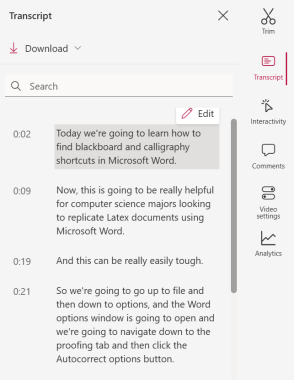 Transcript
Download
Search
Edit
0:02
Today we're going to learn how to
find blackboard and calligraphy
shortcuts in Microsoft Word.
0:09
Now, this is going to be really helpful
for computer science majors looking
to replicate Latex documents using
Microsoft Word.
0:19
And this can be really easily tough.
0:21
So we're going to go up to file and
then down to options, and the Word
options window is going to open and
we're going to navigate down to the
proofing tab and then click the
Autocorrect options button.
Trim
Transcript
Interactivity
Comments
Video
settings
Analytics